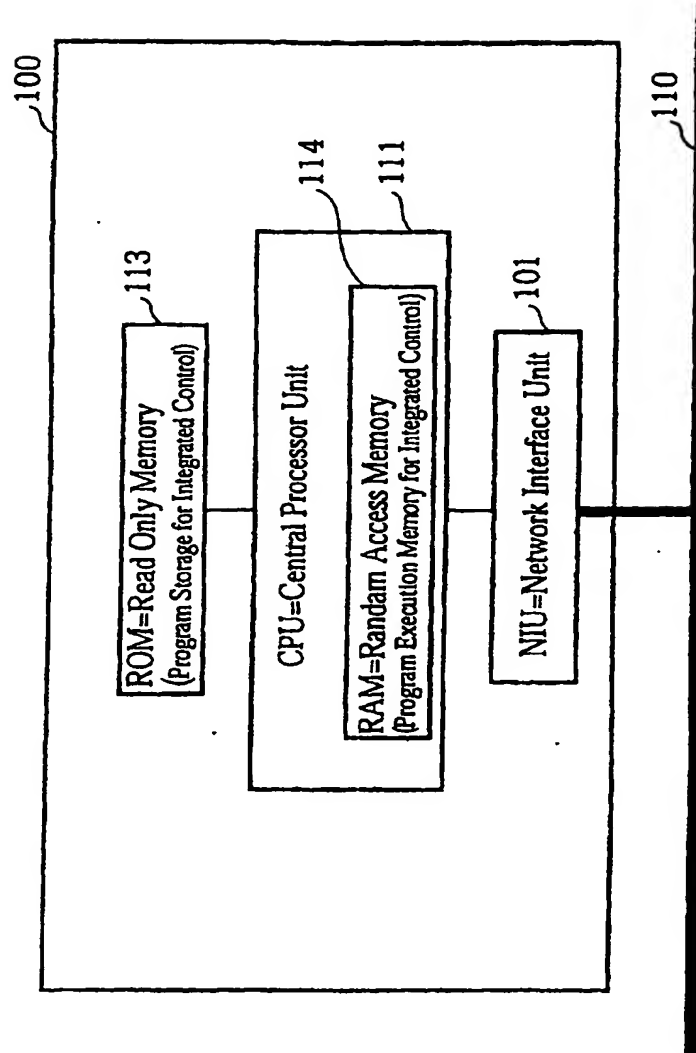 100
113
ROM=Read Only Memory
(Program Storage for Integrated Control)
114
111
CPU=Central Processor Unit
RAM=Randam Access Memory
(Program Execution Memory for Integrated Control)
101
NIU=Network Interface Unit
110